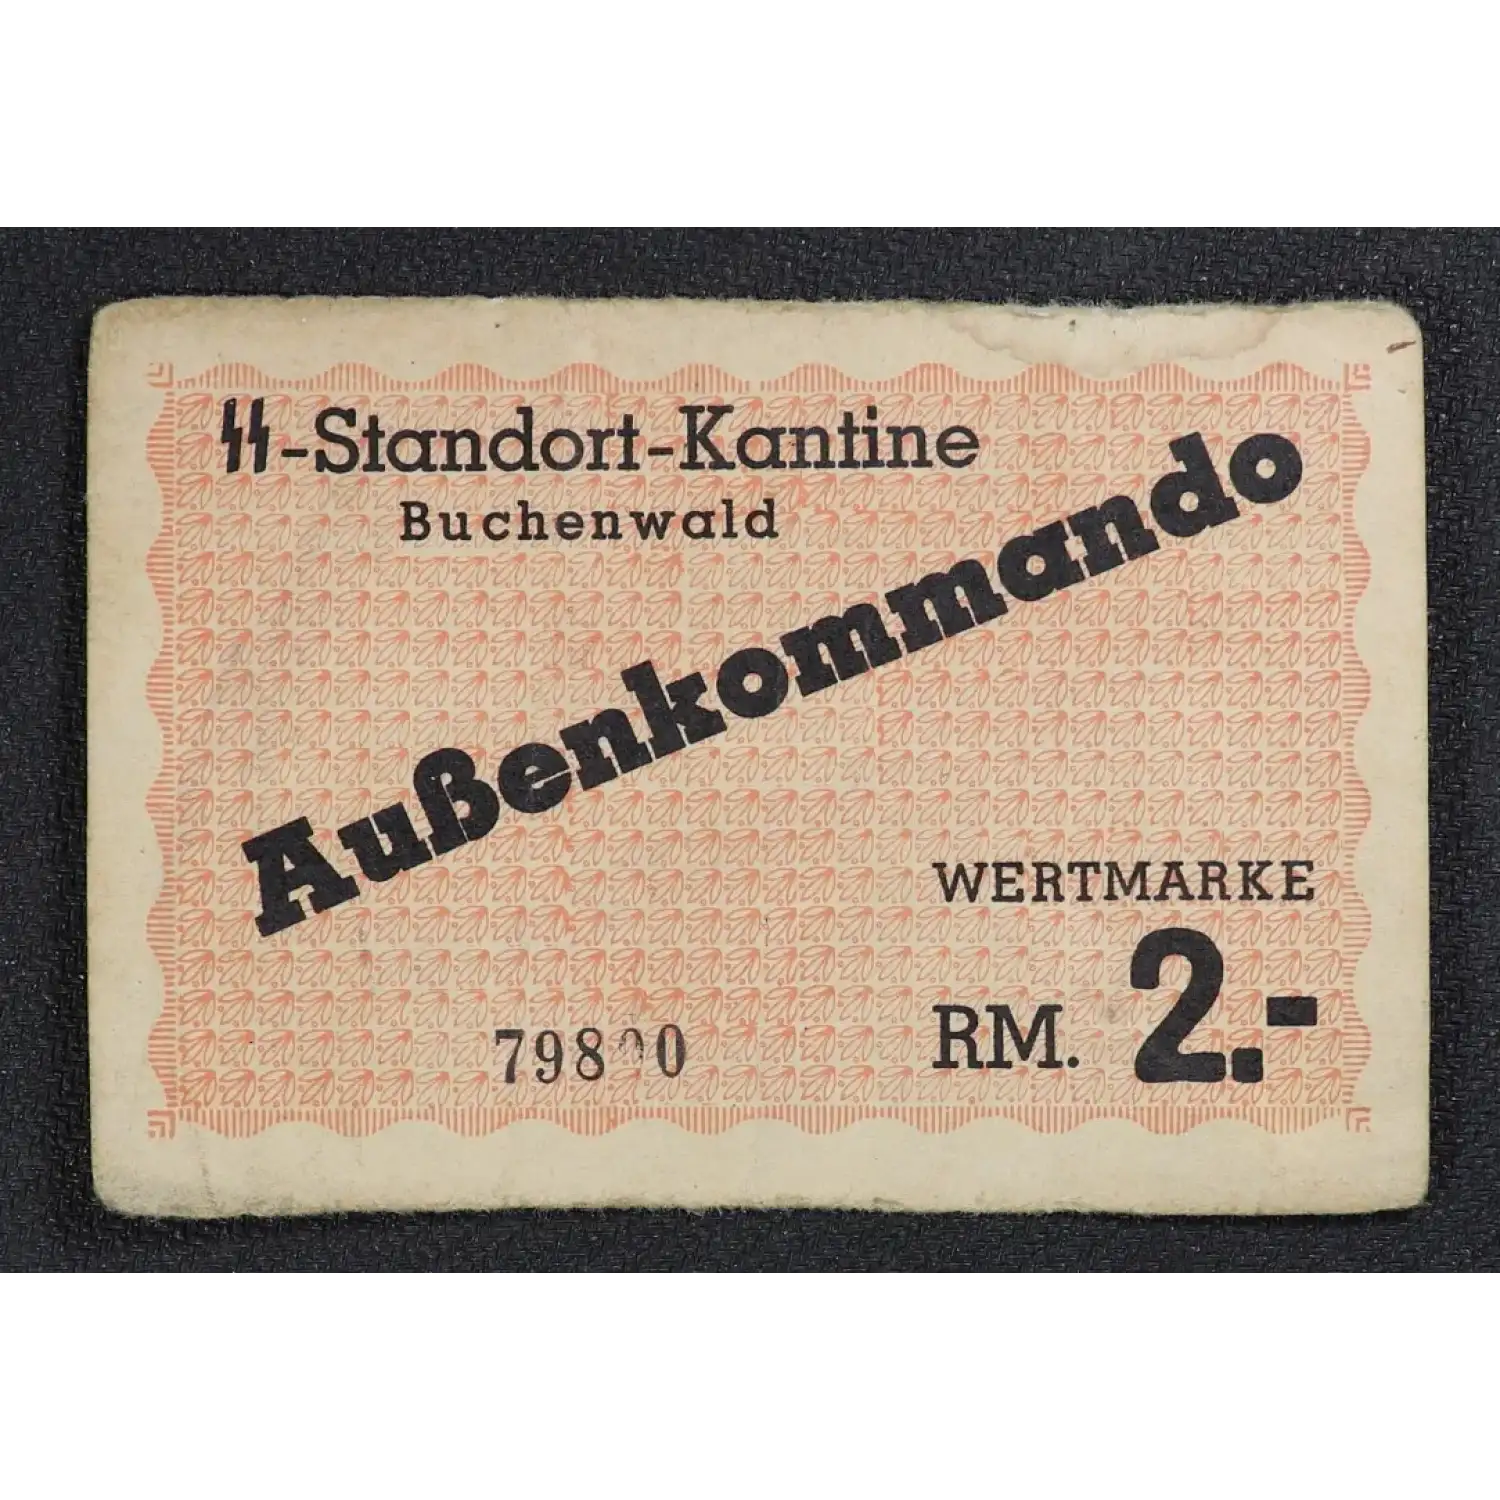 SS-Standort-Kantine
Buchenwald
Außenkommando
WERTMARKE
RM. 2.-